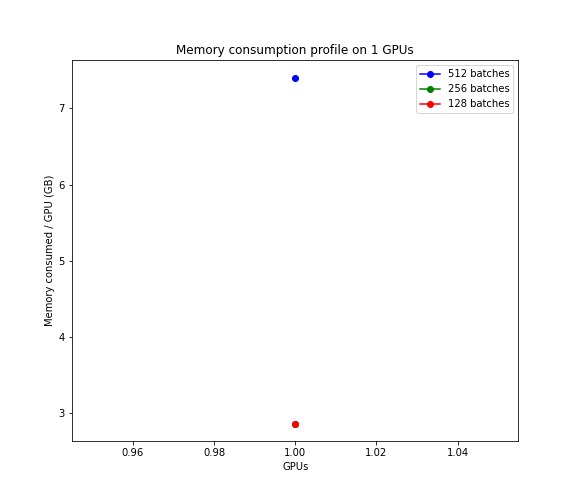 Memory consumption profile on 1 GPUs
512 batches
256 batches
128 batches
Memory consumed / GPU (GB)
7
6
5
4
3
0.96 0.98 1.00 1.02 1.04
GPUs